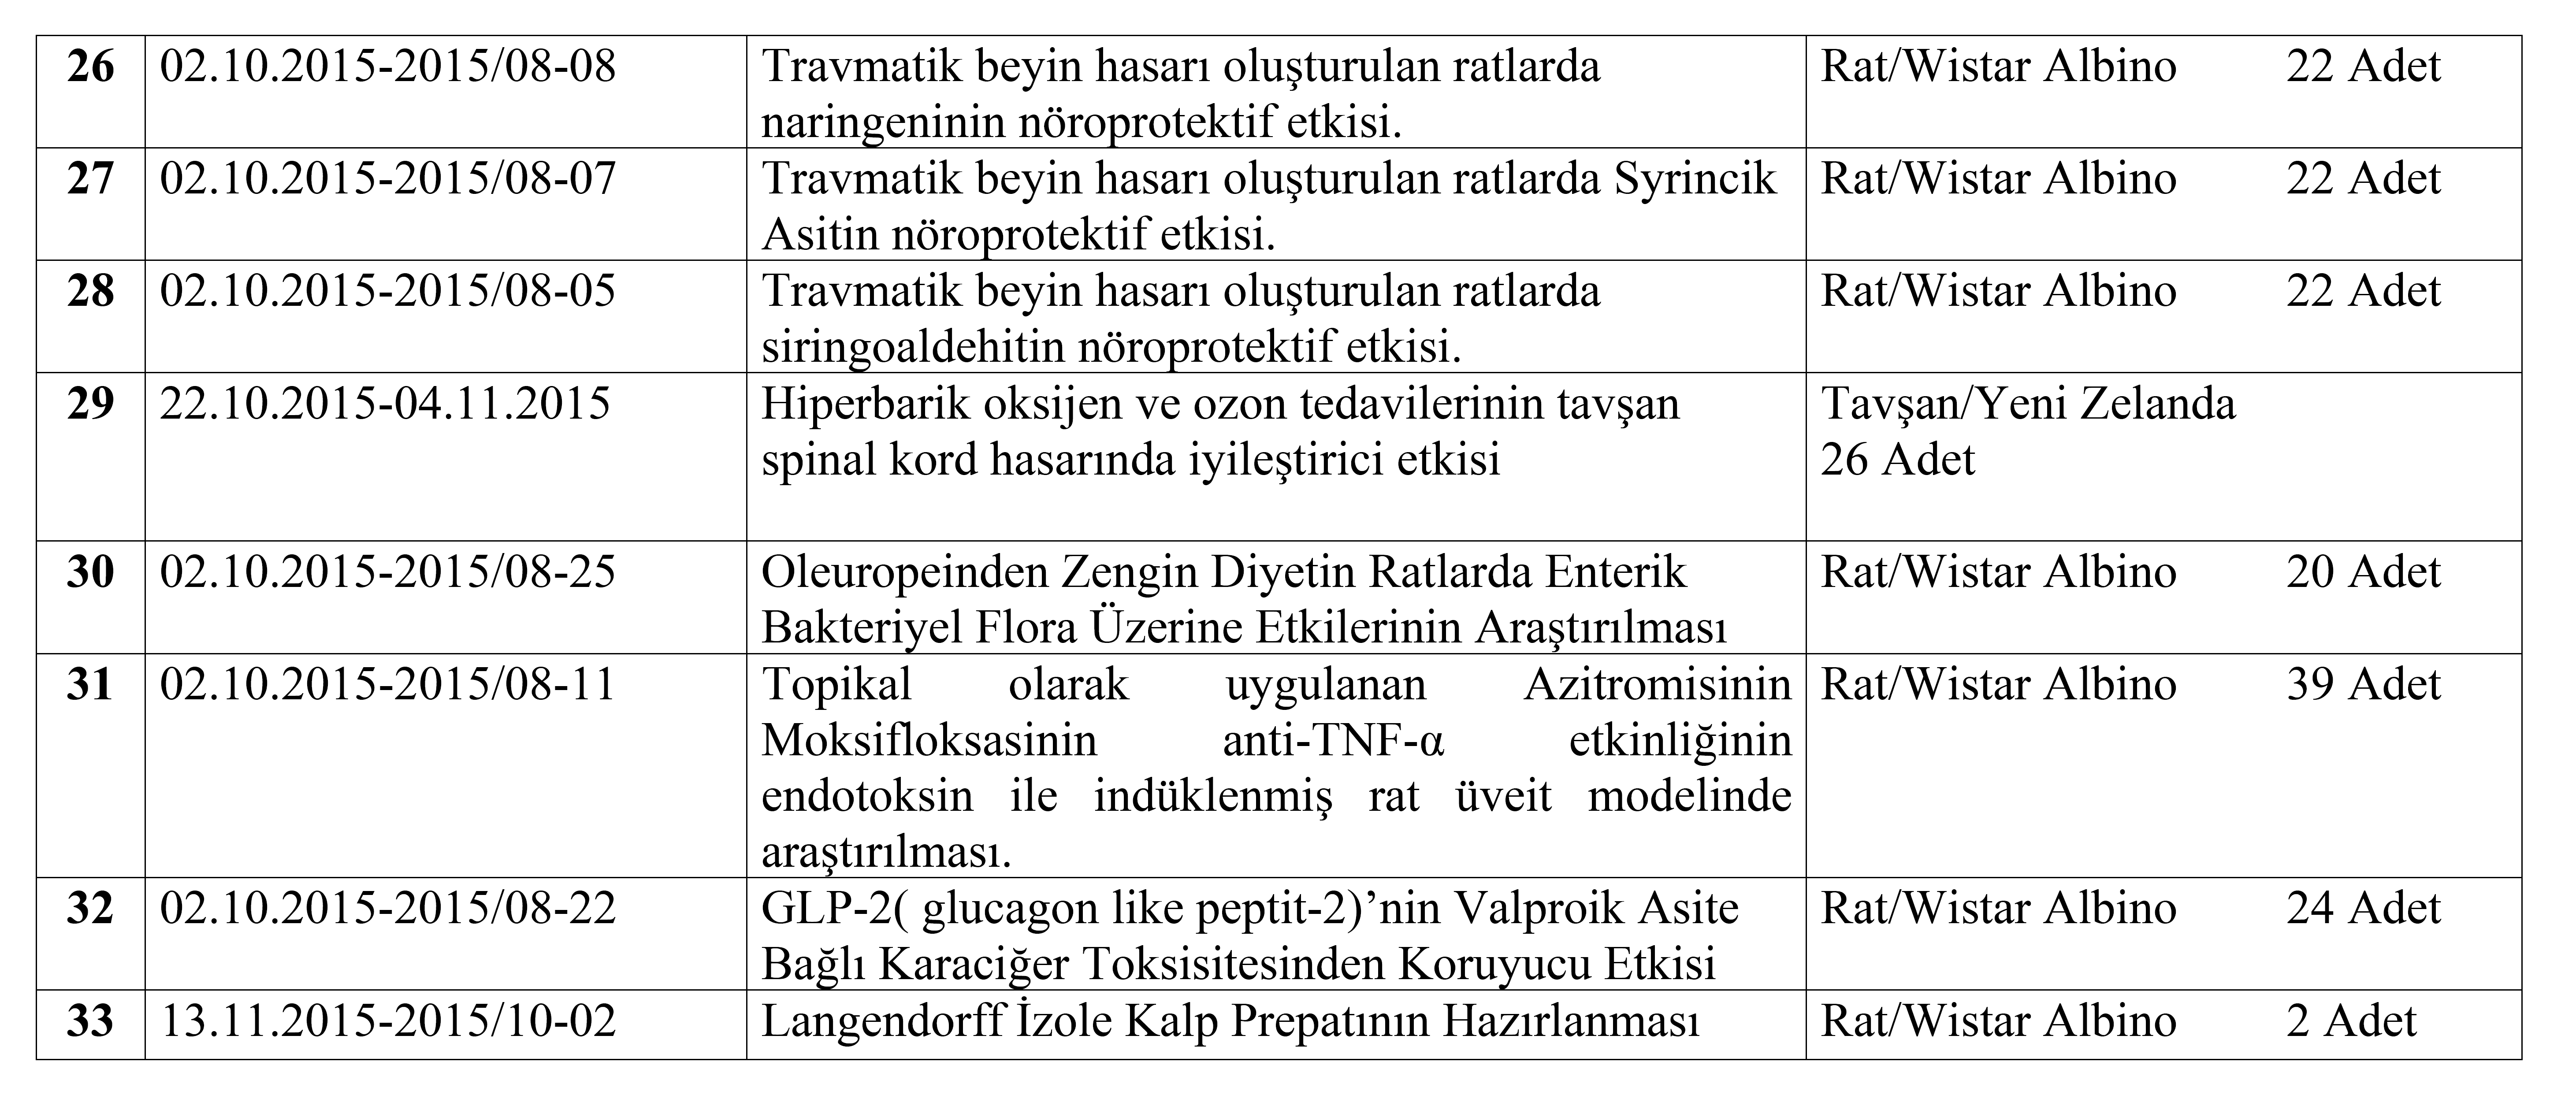 26 02.10.2015-2015/08-08 Travmatik beyin hasarı oluşturulan ratlarda Rat/Wistar Albino 22 Adet
naringeninin nöroprotektif etkisi.
27 02.10.2015-2015/08-07 Travmatik beyin hasarı oluşturulan ratlarda Syrincik Rat/Wistar Albino 22 Adet
Asitin nöroprotektif etkisi.
28 02.10.2015-2015/08-05 Travmatik beyin hasarı oluşturulan ratlarda Rat/Wistar Albino 22 Adet
siringoaldehitin nöroprotektif etkisi.
29 22.10.2015-04.11.2015 Hiperbarik oksijen ve ozon tedavilerinin tavşan Tavşan/Yeni Zelanda
spinal kord hasarında iyileştirici etkisi 26 Adet
30 02.10.2015-2015/08-25 Oleuropeinden Zengin Diyetin Ratlarda Enterik Rat/Wistar Albino 20 Adet
Bakteriyel Flora Üzerine Etkilerinin Araştırılması
31 02.10.2015-2015/08-11 Topikal olarak uygulanan Azitromisinin Rat/Wistar Albino 39 Adet
Moksifloksasinin anti-TNF-α etkinliğinin
endotoksin ile indüklenmiş rat üveit modelinde
araştırılması.
32 02.10.2015-2015/08-22 GLP-2( glucagon like peptit-2)’nin Valproik Asite Rat/Wistar Albino 24 Adet
Bağlı Karaciğer Toksisitesinden Koruyucu Etkisi
33 13.11.2015-2015/10-02 Langendorff İzole Kalp Prepatının Hazırlanması Rat/Wistar Albino 2 Adet